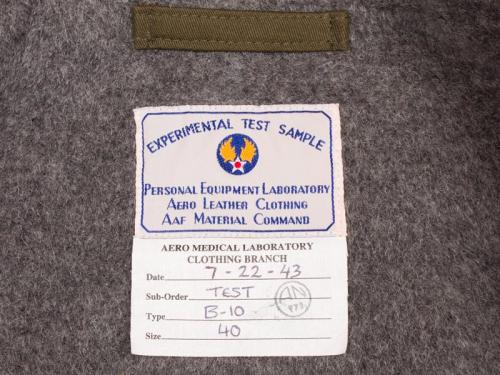 EXPERIMENTAL TEST SAMPLE
PERSONAL EQUIPMENT LABORATORY
AERO LEATHER CLOTHING
AAF MATERIAL COMMAND
AERO MEDICAL LABORATORY
CLOTHING BRANCH
Date 7-22-43
Sub-Order TEST
Type B-10
Size 40
AN